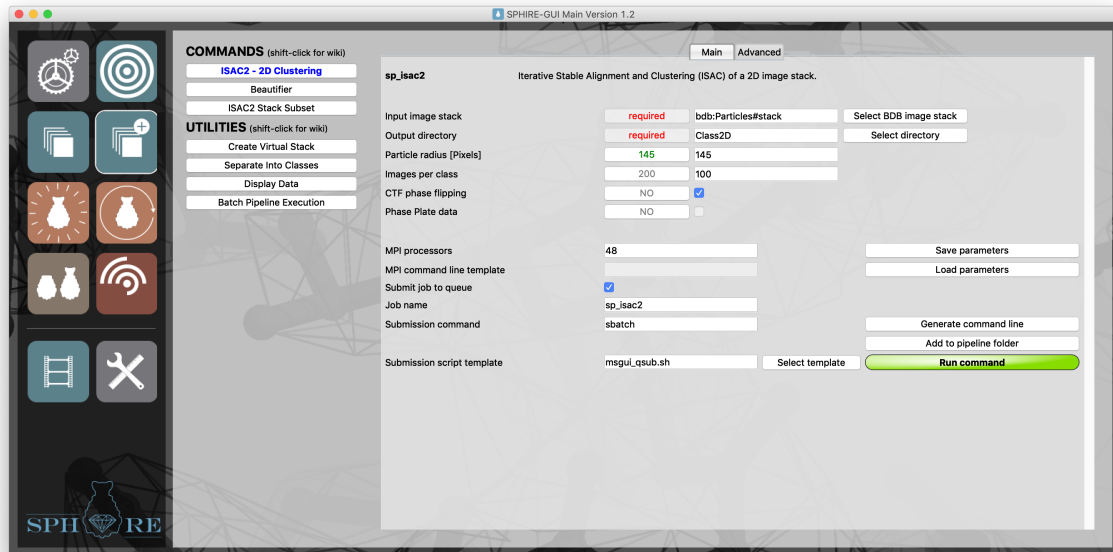 SPHIRE-GUI Main Version 1.2
COMMANDS (shift-click for wiki)
ISAC2 - 2D Clustering
Beautifier
ISAC2 Stack Subset
UTILITIES (shift-click for wiki)
Create Virtual Stack
Separate Into Classes
Display Data
Batch Pipeline Execution
Main Advanced
sp_isac2 Iterative Stable Alignment and Clustering (ISAC) of a 2D image stack.
Input image stack required bdb:Particles#stack Select BDB image stack
Output directory required Class2D Select directory
Particle radius [Pixels] 145 145
Images per class 200 100
CTF phase flipping NO
Phase Plate data NO
MPI processors 48 Save parameters
MPI command line template Load parameters
Submit job to queue
Job name sp_isac2
Submission command sbatch Generate command line
Add to pipeline folder
Submission script template msgui_qsub.sh Select template Run command
SPHIRE